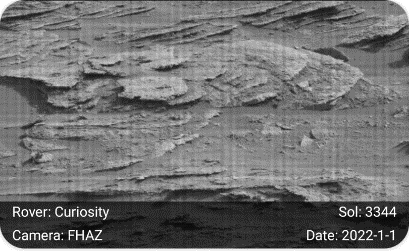 Rover: Curiosity
Sol: 3344
Camera: FHAZ
Date: 2022-1-1